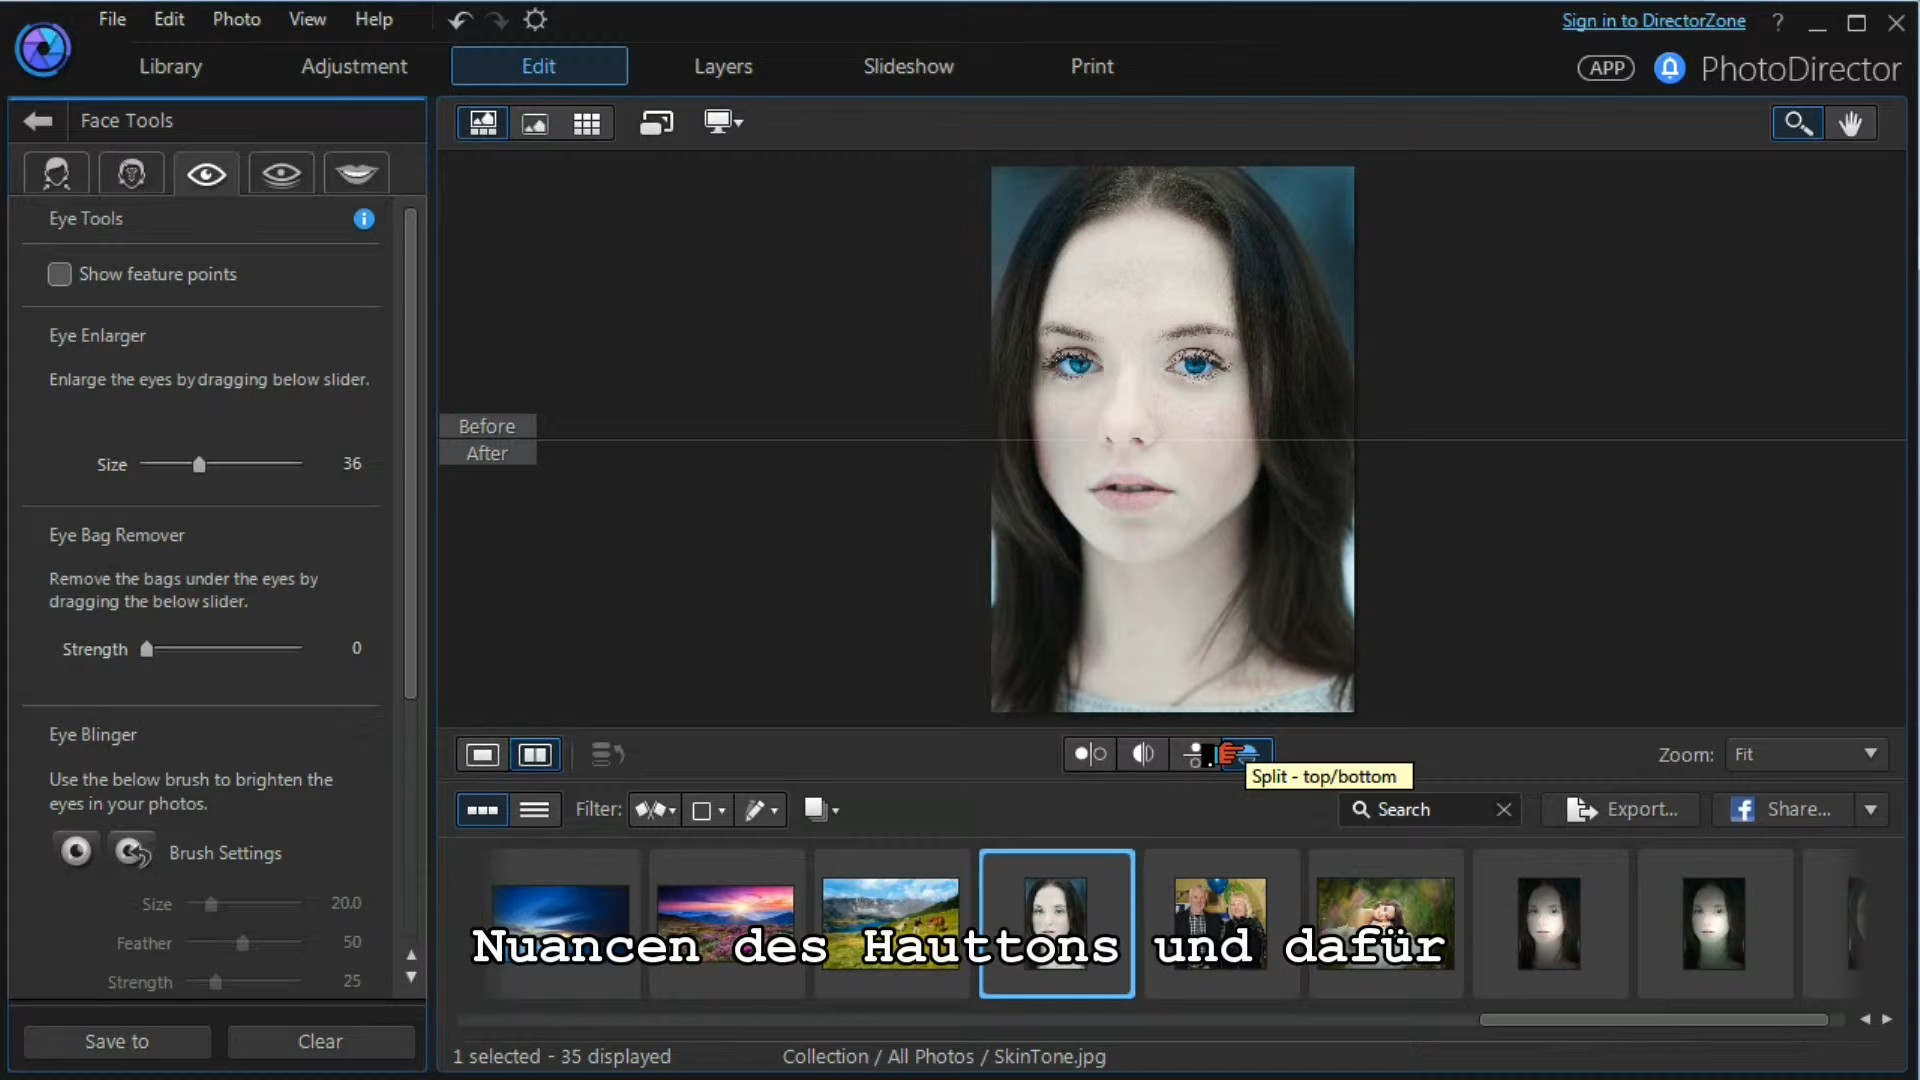 File Edit Photo View Help
Sign in to DirectorZone ?
Library Adjustment Edit Layers Slideshow Print
APP PhotoDirector
Face Tools
Eye Tools
Show feature points
Eye Enlarger
Enlarge the eyes by dragging below slider.
Size 36
Eye Bag Remover
Remove the bags under the eyes by
dragging the below slider.
Strength 0
Eye Blinger
Use the below brush to brighten the
eyes in your photos.
Brush Settings
Size 20.0
Feather 50
Strength 25
Save to Clear
Before
After
Split - top/bottom
Zoom: Fit
Filter:
Search
Export...
Share...
Nuancen des Hauttons und dafür
1 selected - 35 displayed
Collection / All Photos / SkinTone.jpg